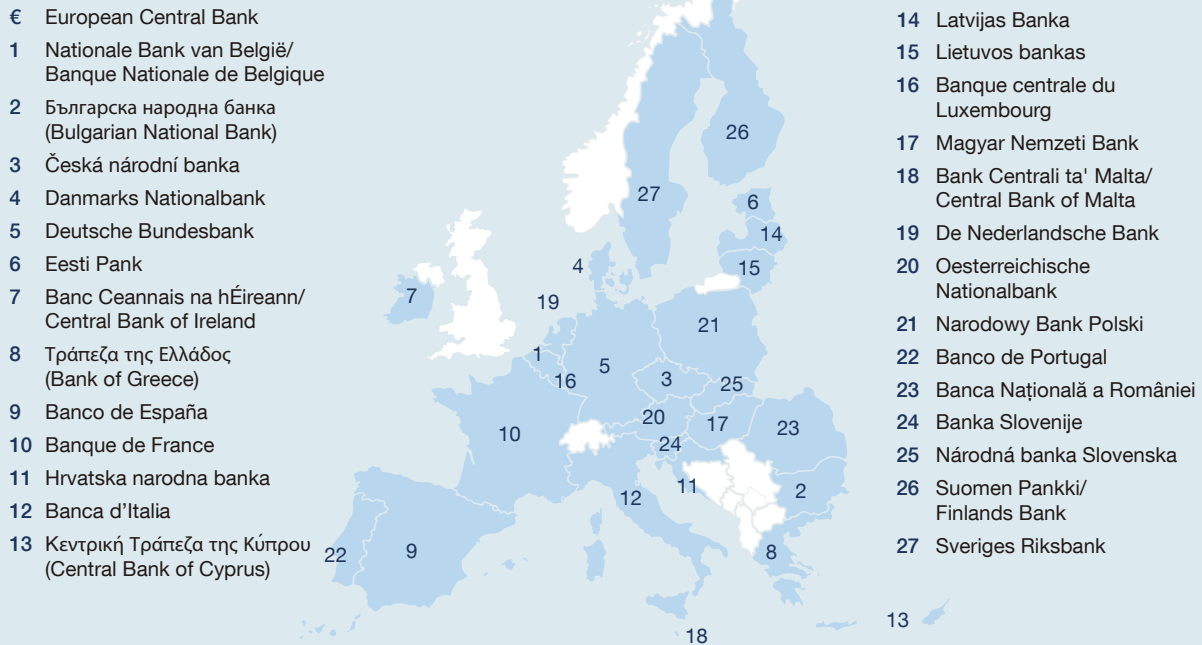 € European Central Bank
1 Nationale Bank van België/
Banque Nationale de Belgique
2 Българска народна банка
(Bulgarian National Bank)
3 Česká národní banka
4 Danmarks Nationalbank
5 Deutsche Bundesbank
6 Eesti Pank
7 Banc Ceannais na hÉireann/
Central Bank of Ireland
8 Τράπεζα της Ελλάδος
(Bank of Greece)
9 Banco de España
10 Banque de France
11 Hrvatska narodna banka
12 Banca d’Italia
13 Κεντρική Τράπεζα της Κύπρου
(Central Bank of Cyprus)
26
27
6
14
4
15
7
19
21
1
5
16
3
25
20
10
17
23
24
11
2
12
22
9
8
13
18
14 Latvijas Banka
15 Lietuvos bankas
16 Banque centrale du
Luxembourg
17 Magyar Nemzeti Bank
18 Bank Ċentrali ta' Malta/
Central Bank of Malta
19 De Nederlandsche Bank
20 Oesterreichische
Nationalbank
21 Narodowy Bank Polski
22 Banco de Portugal
23 Banca Națională a României
24 Banka Slovenije
25 Národná banka Slovenska
26 Suomen Pankki/
Finlands Bank
27 Sveriges Riksbank